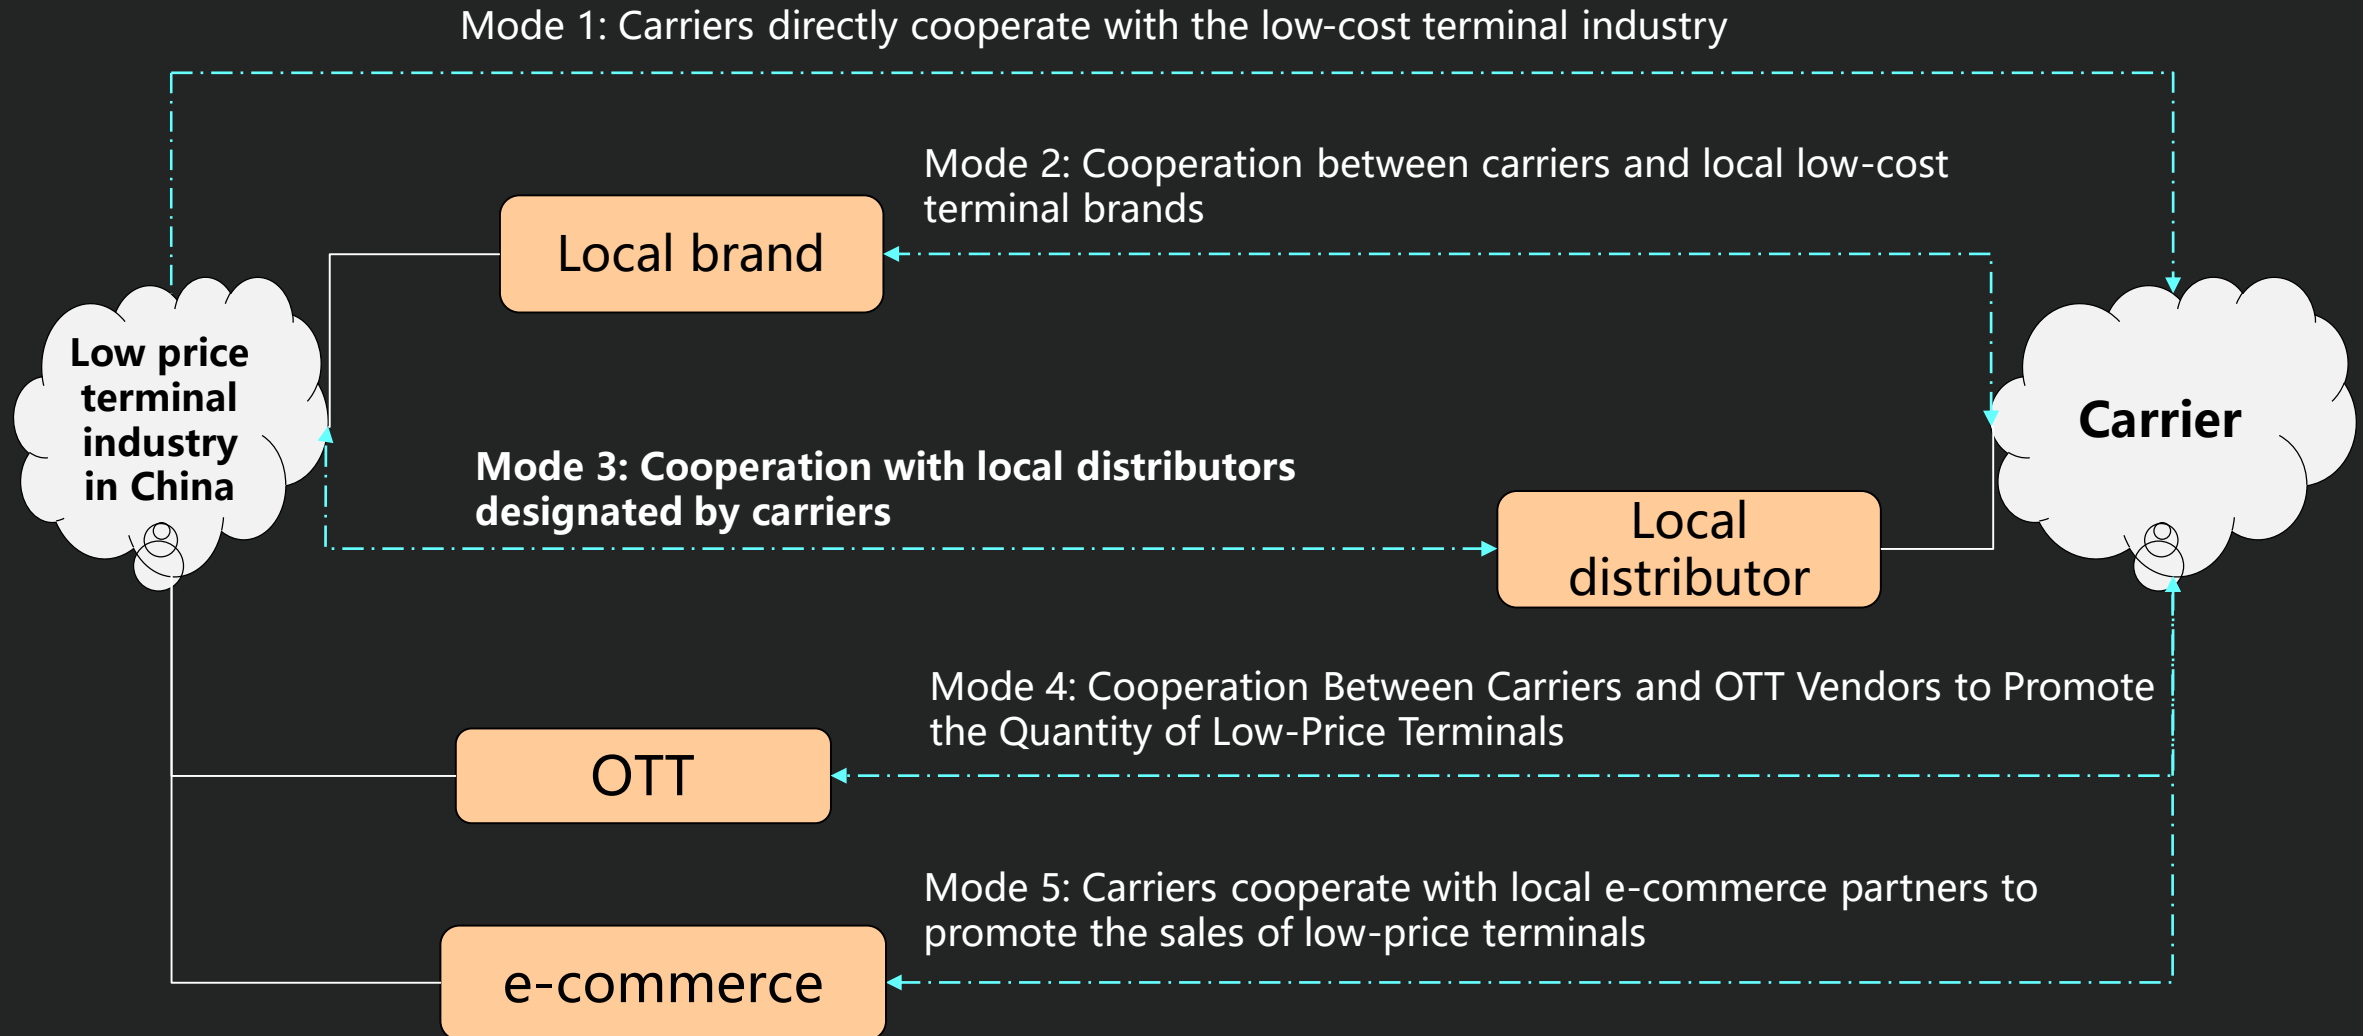 Mode 1: Carriers directly cooperate with the low-cost terminal industry
Mode 2: Cooperation between carriers and local low-cost
terminal brands
Local brand
Low price
terminal
industry
in China
Carrier
Mode 3: Cooperation with local distributors
designated by carriers
Local
distributor
Mode 4: Cooperation Between Carriers and OTT Vendors to Promote
the Quantity of Low-Price Terminals
OTT
Mode 5: Carriers cooperate with local e-commerce partners to
promote the sales of low-price terminals
e-commerce